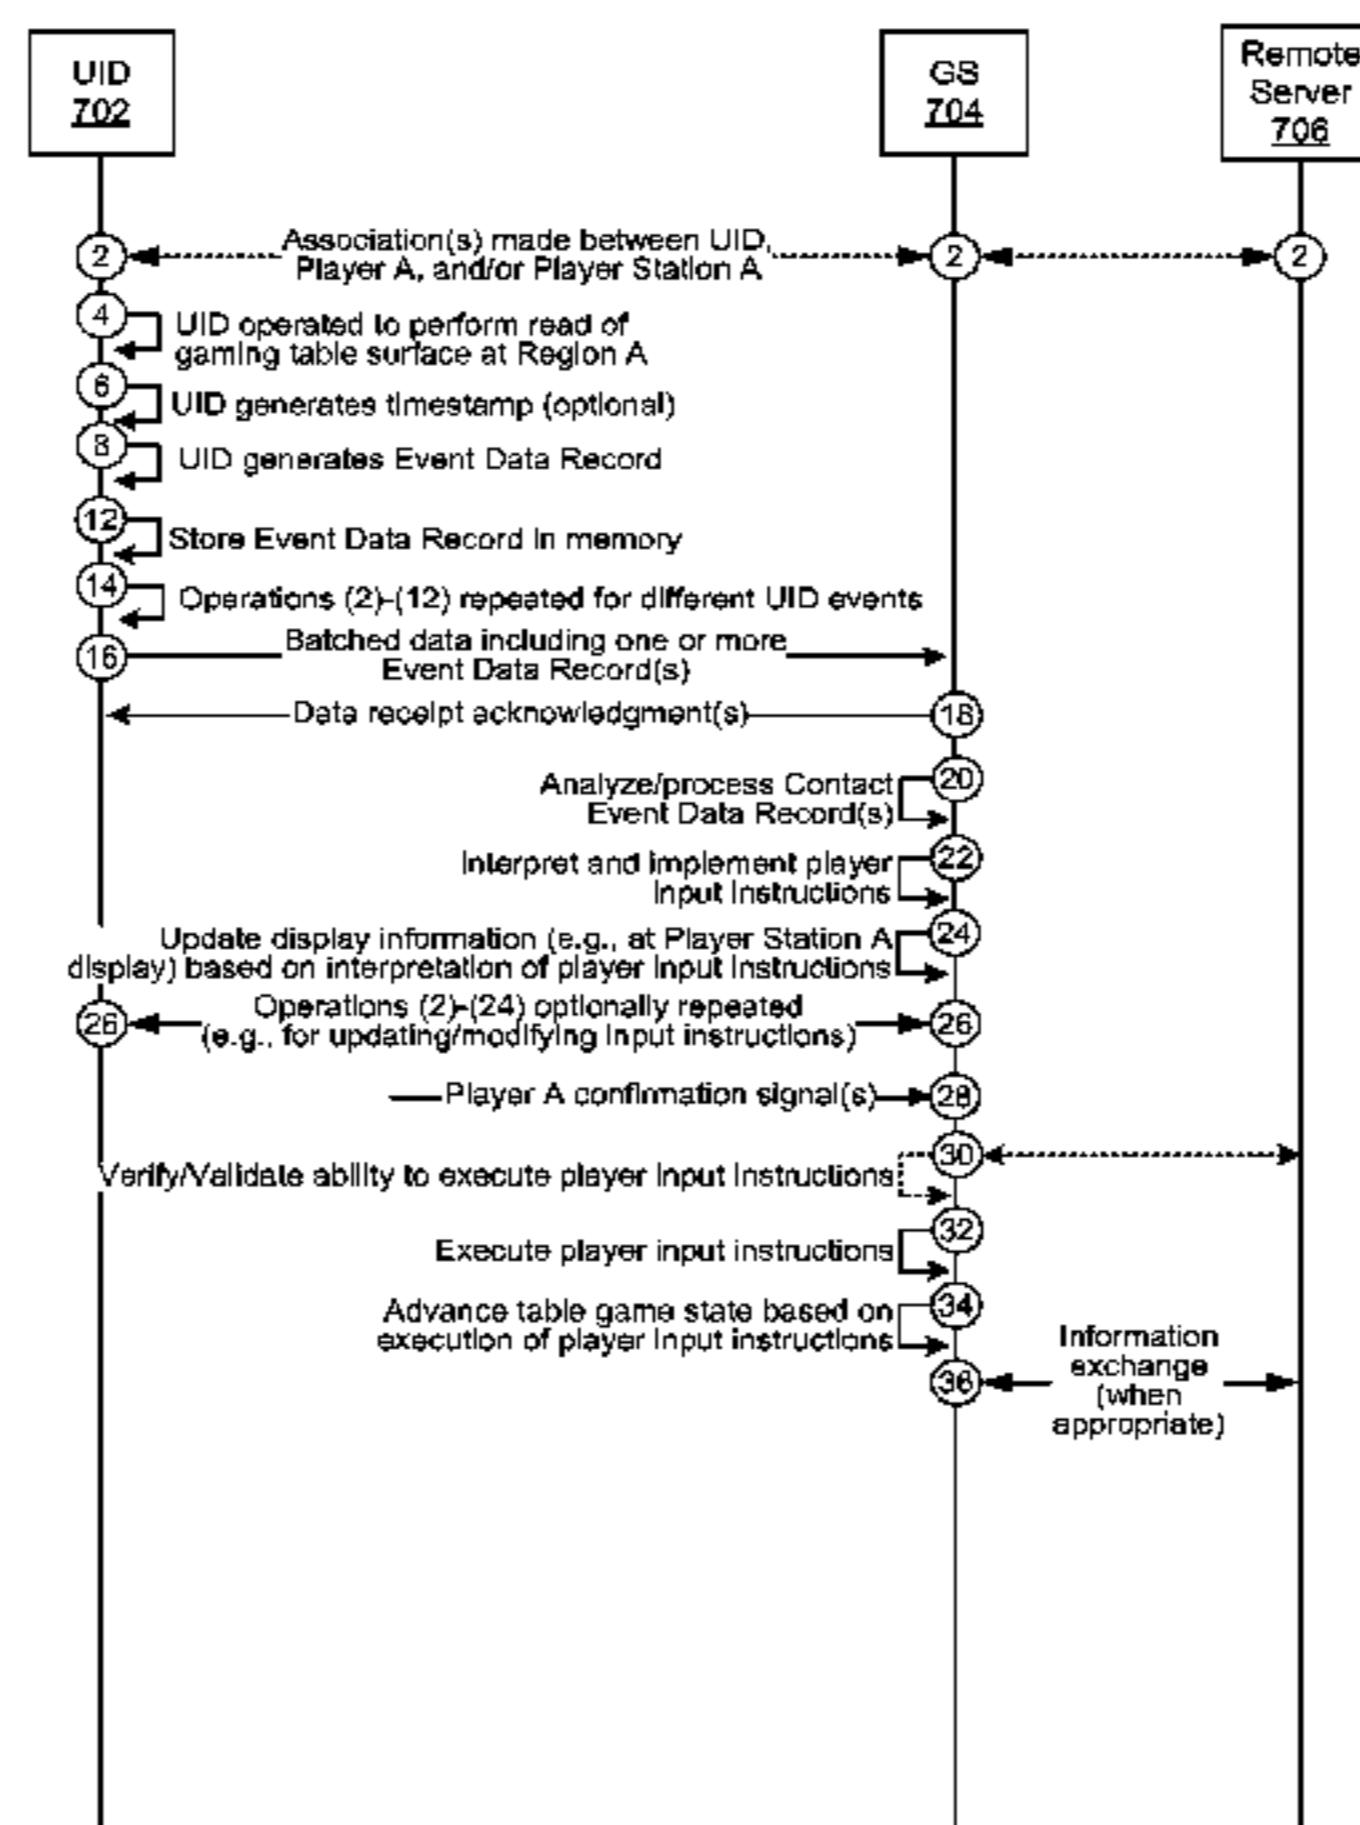 UID
702
GS
704
Remote
Server
706
2
Association(s) made between UID,
Player A, and/or Player Station A
2
2
4
UID operated to perform read of
gaming table surface at Region A
6
UID generates timestamp (optional)
8
UID generates Event Data Record
12
Store Event Data Record in memory
14
Operations (2)-(12) repeated for different UID events
16
Batched data including one or more
Event Data Record(s)
Data receipt acknowledgment(s)
18
Analyze/process Contact
Event Data Record(s)
20
Interpret and implement player
Input Instructions
22
Update display information (e.g., at Player Station A
display) based on interpretation of player Input Instructions
24
26
Operations (2)-(24) optionally repeated
(e.g., for updating/modifying Input instructions)
26
Player A confirmation signal(s)
28
30
Verify/Validate ability to execute player Input Instructions
32
Execute player input instructions
34
Advance table game state based on
execution of player Input instructions
36
Information
exchange
(when
appropriate)